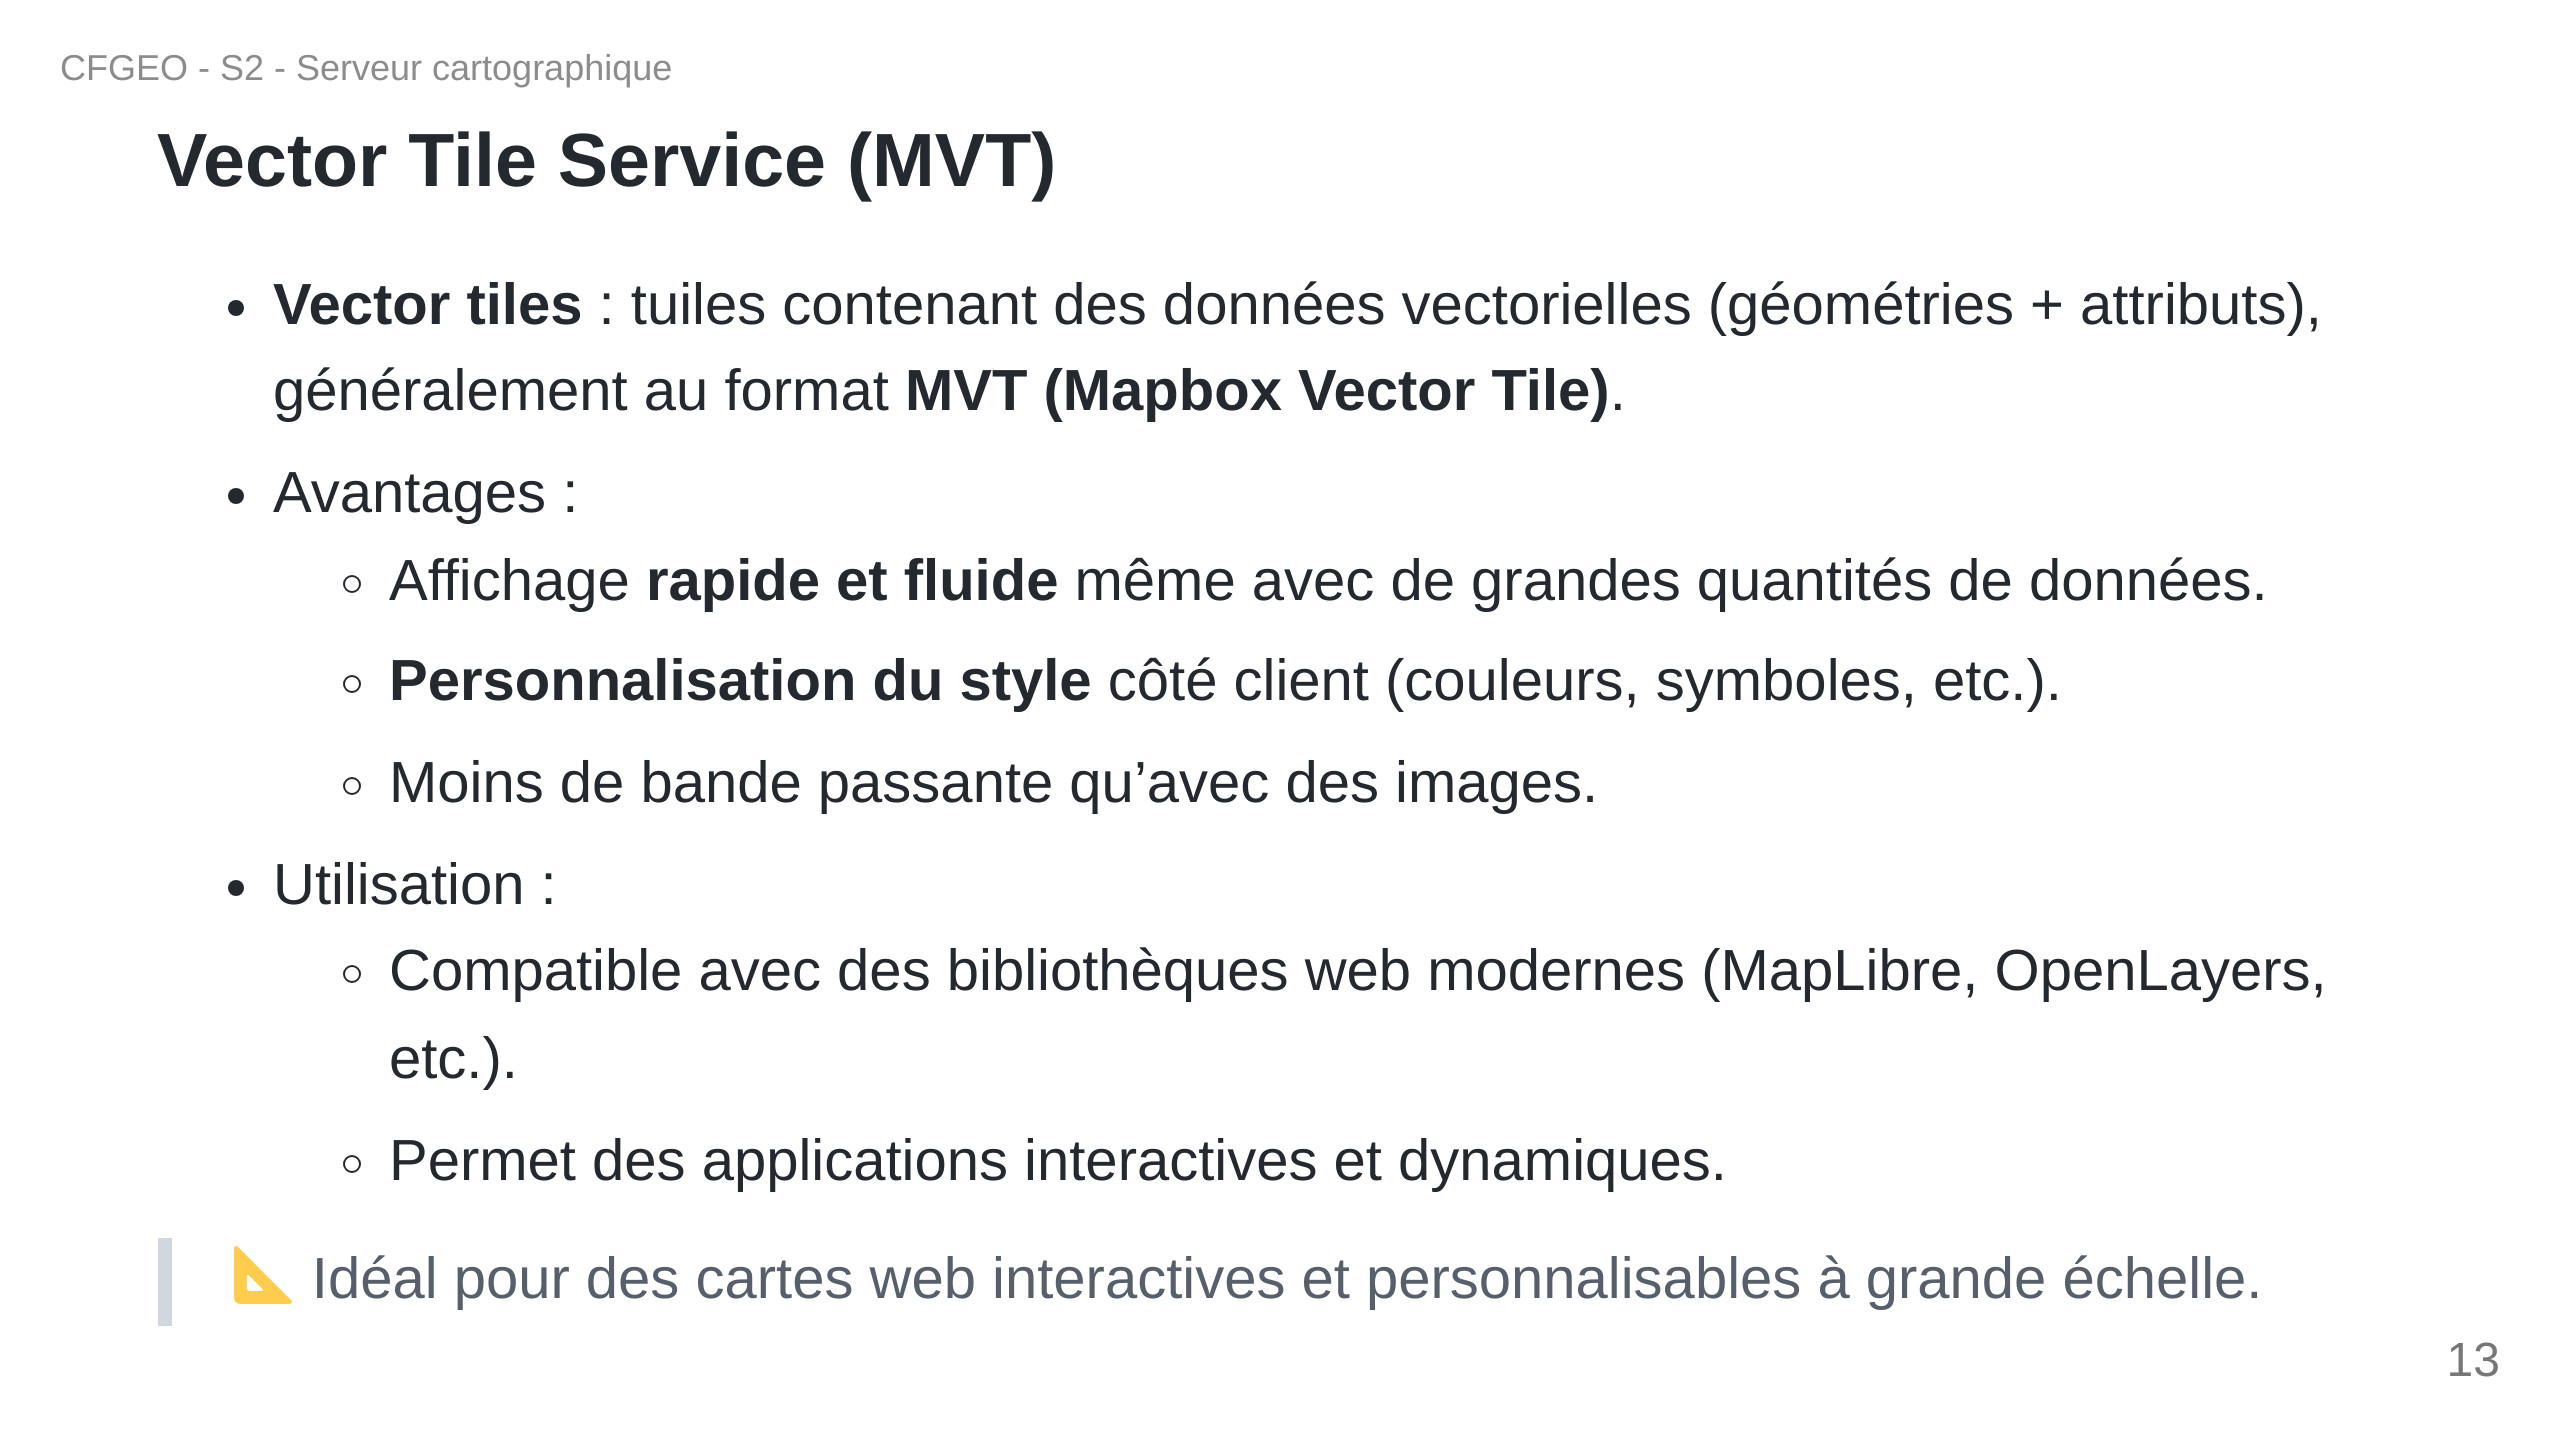 CFGEO - S2 - Serveur cartographique
Vector Tile Service (MVT)
• Vector tiles : tuiles contenant des données vectorielles (géométries + attributs),
généralement au format MVT (Mapbox Vector Tile).
• Avantages :
◦ Affichage rapide et fluide même avec de grandes quantités de données.
◦ Personnalisation du style côté client (couleurs, symboles, etc.).
◦ Moins de bande passante qu’avec des images.
• Utilisation :
◦ Compatible avec des bibliothèques web modernes (MapLibre, OpenLayers,
etc.).
◦ Permet des applications interactives et dynamiques.
📐 Idéal pour des cartes web interactives et personnalisables à grande échelle.
13